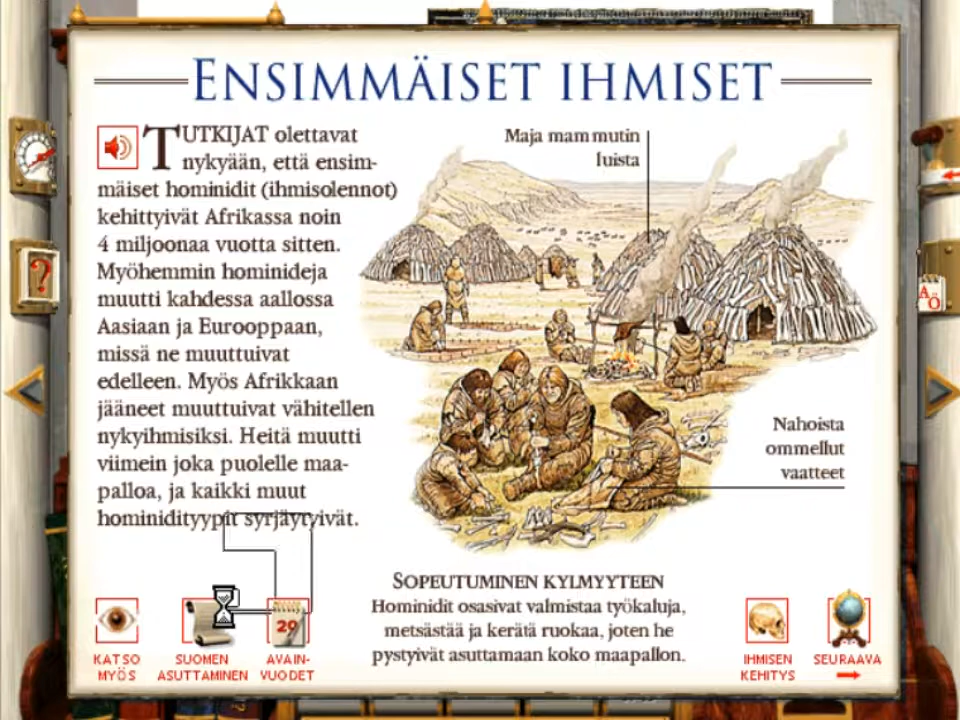 ENSIMMÄISET IHMISET
TUTKIJAT olettavat
nykyään, että ensim-
mäiset hominidit (ihmisolennot)
kehittyivät Afrikassa noin
4 miljoonaa vuotta sitten.
Myöhemmin hominideja
muutti kahdessa aallossa
Aasiaan ja Eurooppaan,
missä ne muuttuivat
edelleen. Myös Afrikkaan
jääneet muuttuivat vähitellen
nykyihmisiksi. Heitä muutti
viimein joka puolelle maa-
palloa, ja kaikki muut
hominidityypit syrjäytyivät.
Maja mammutin
luista
Nahoista
ommellut
vaatteet
SOPEUTUMINEN KYLMYYTEEN
Hominidit osasivat valmistaa työkaluja,
metsästää ja kerätä ruokaa, joten he
pystyivät asuttamaan koko maapallon.
KATSO
MYÖS
SUOMEN
ASUTTAMINEN
29
AVAIN-
VUODET
IHMISEN
KEHITYS
SEURAAVA
?
A
Ö